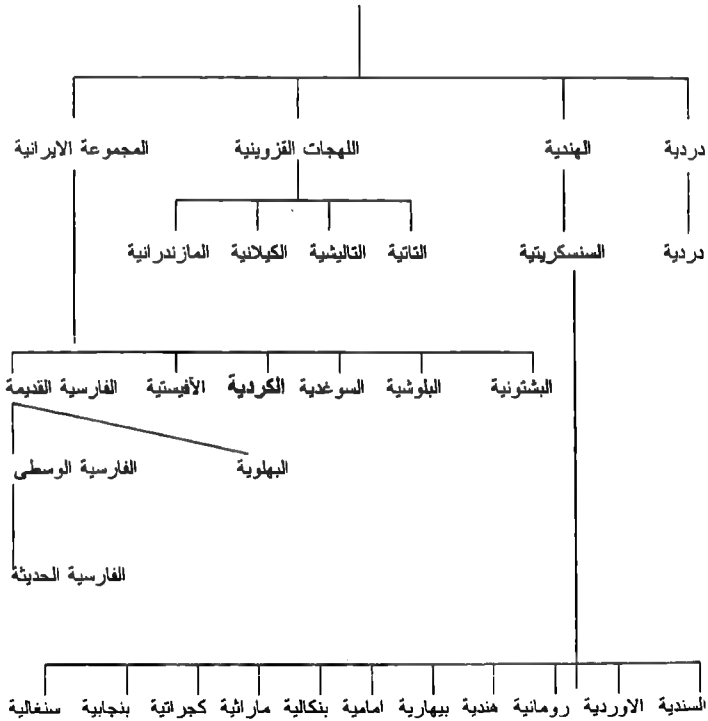 دردية الهندية اللهجات القزوينية المجموعة الايرانية
دردية السنسكريتية التاتية التاليشية الكيلانية المازندرانية
البشتونية البلوشية السوغدية الكردية الأفيستية الفارسية القديمة
البهلوية الفارسية الوسطى
الفارسية الحديثة
السندية الاوردية رومانية هندية بيهارية امامية بنكالية ماراثية كجراتية بنجابية سنغالية